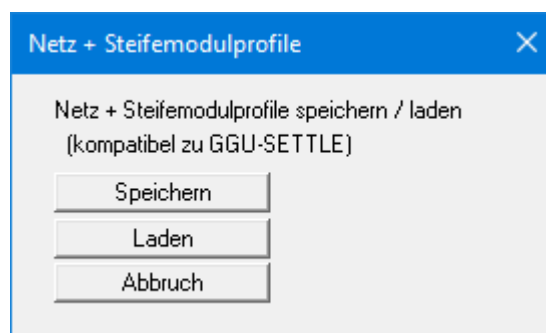 Netz + Steifemodulprofile
Netz + Steifemodulprofile speichern / laden
(kompatibel zu GGU-SETTLE)
Speichern
Laden
Abbruch